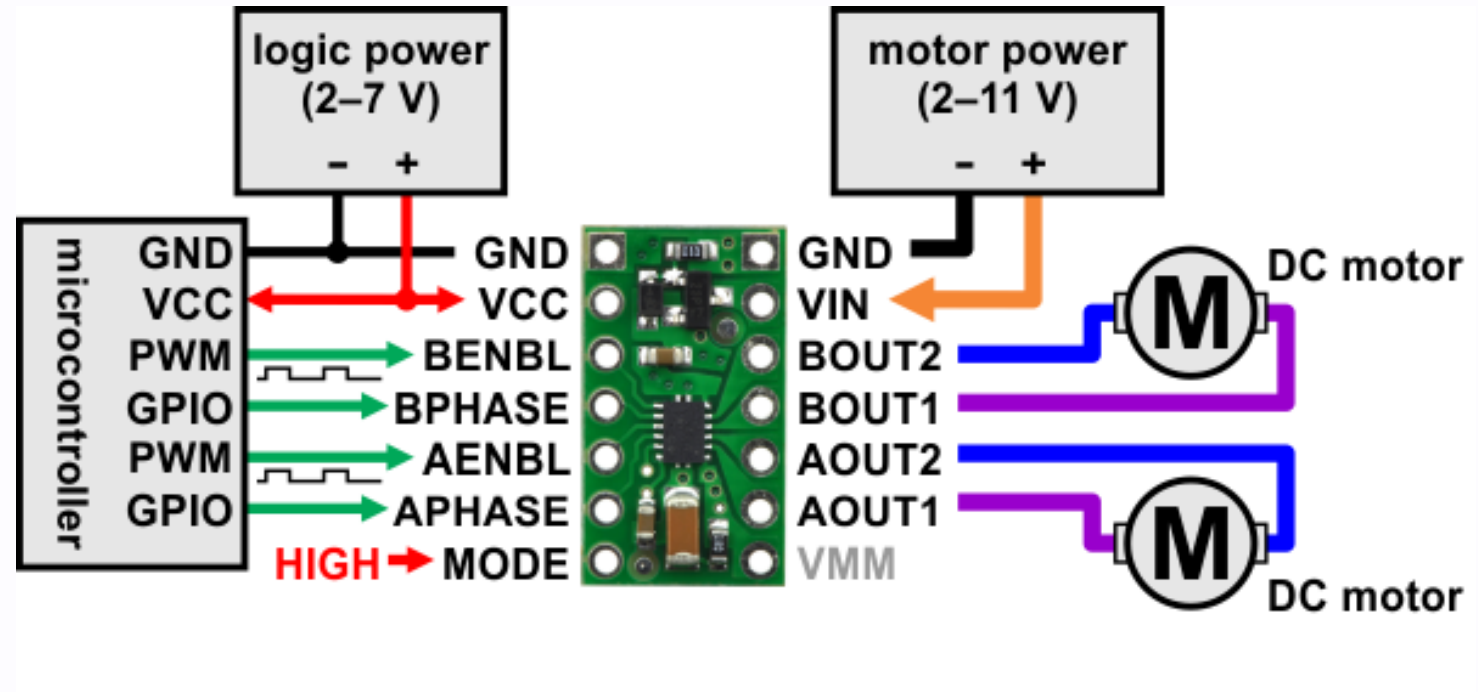 logic power
(2–7 V)
- +
motor power
(2–11 V)
- +
microcontroller
GND
VCC
PWM
GPIO
PWM
GPIO
HIGH
GND
VCC
BENBL
BPHASE
AENBL
APHASE
MODE
GND
VIN
BOUT2
BOUT1
AOUT2
AOUT1
VMM
M
DC motor
M
DC motor